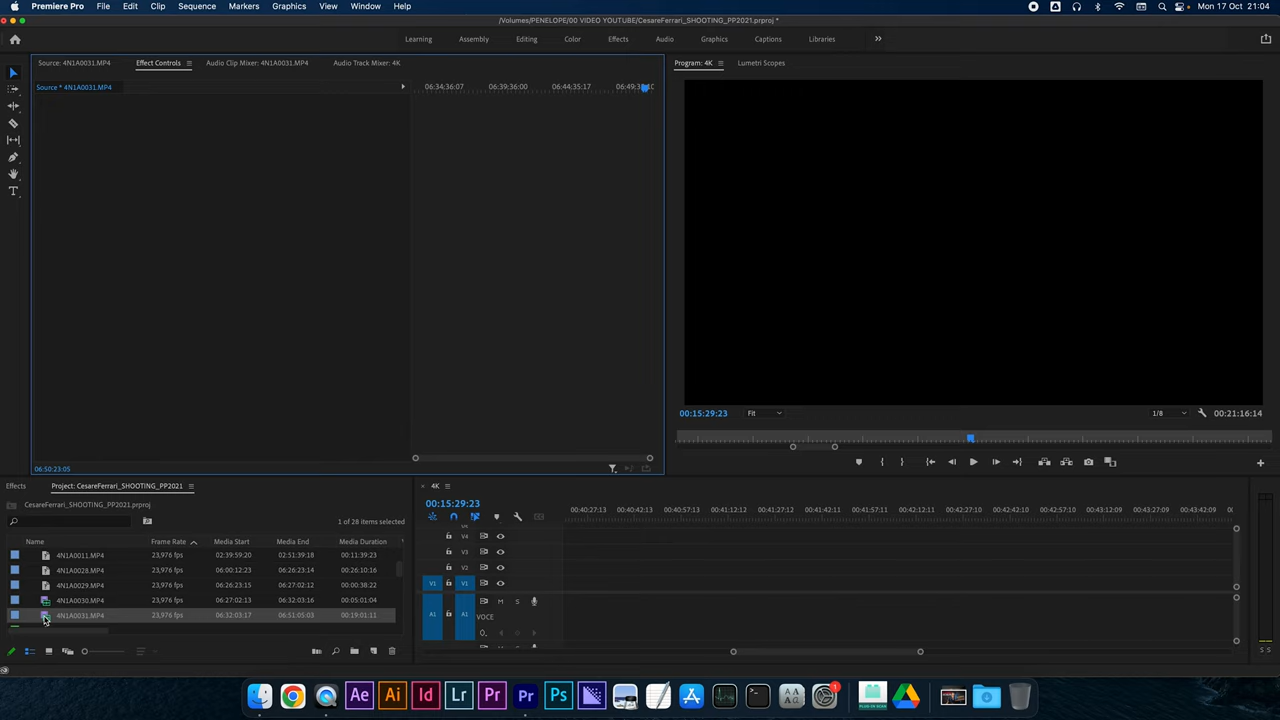 Premiere Pro File Edit Clip Sequence Markers Graphics View Window Help Mon 17 Oct 21:04
/Volumes/PENELOPE/00 VIDEO YOUTUBE/CesareFerrari_SHOOTING_PP2021.prproj *
Learning Assembly Editing Color Effects Audio Graphics Captions Libraries
Source: 4N1A0031.MP4 Effect Controls Audio Clip Mixer: 4N1A0031.MP4 Audio Track Mixer: 4K Program: 4K Lumetri Scopes
Source * 4N1A0031.MP4 06:34:36:07 06:39:36:00 06:44:35:17
00:15:29:23 Fit 1/8 00:21:16:14
06:50:23:05
Effects Project: CesareFerrari_SHOOTING_PP2021 × 4K
CesareFerrari_SHOOTING_PP2021.prproj 00:15:29:23
1 of 28 items selected
00:40:27:13 00:40:42:13 00:40:57:13 00:41:12:12 00:41:27:12 00:41:42:12 00:41:57:12 00:42:12:11 00:42:27:11 00:42:42:11 00:42:57:10 00:43:12:10 00:43:27:10 00:43:42:09
Name Frame Rate Media Start Media End Media Duration
4N1A0011.MP4 23,976 fps 02:39:59:20 02:51:39:18 00:11:39:23
4N1A0028.MP4 23,976 fps 06:00:12:23 06:26:23:14 00:26:10:16
4N1A0029.MP4 23,976 fps 06:26:23:15 06:27:02:12 00:00:38:22
4N1A0030.MP4 23,976 fps 06:27:02:13 06:32:03:16 00:05:01:04
4N1A0031.MP4 23,976 fps 06:32:03:17 06:51:05:03 00:19:01:11
V4
V3
V2
V1 V1
A1 A1 M S
VOCE
S S
Ae Ai Id Lr Pr Pr Ps 1